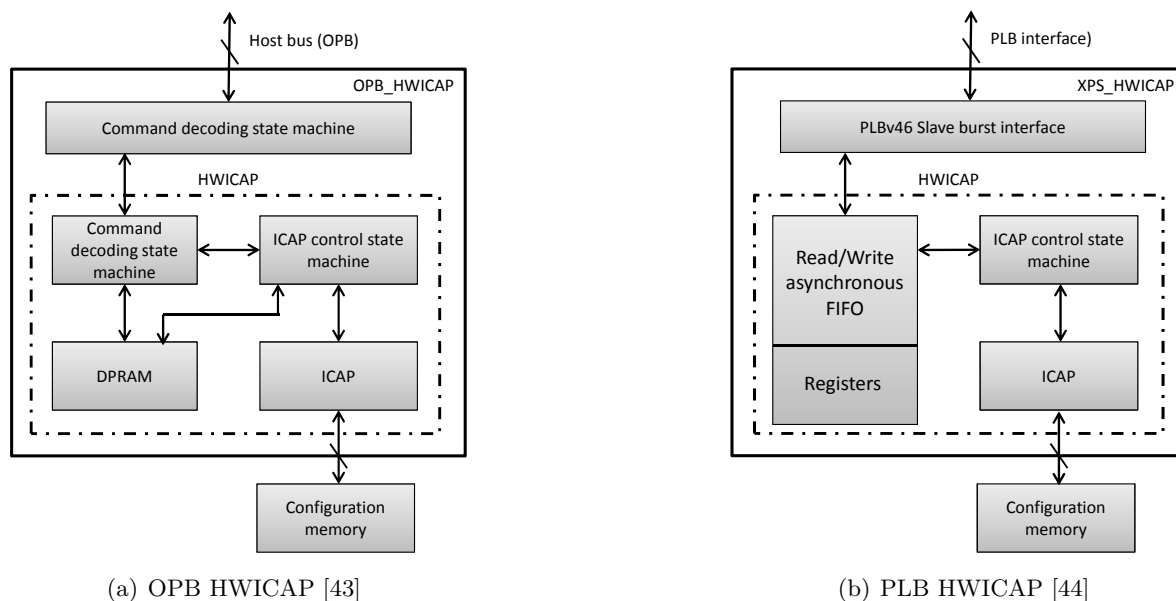 Host bus (OPB)
OPB_HWICAP
Command decoding state machine
HWICAP
Command
decoding state
machine
ICAP control state
machine
DPRAM
ICAP
Configuration
memory
(a) OPB HWICAP [43]
PLB interface)
XPS_HWICAP
PLBv46 Slave burst interface
HWICAP
Read/Write
asynchronous
FIFO
Registers
ICAP control state
machine
ICAP
Configuration
memory
(b) PLB HWICAP [44]